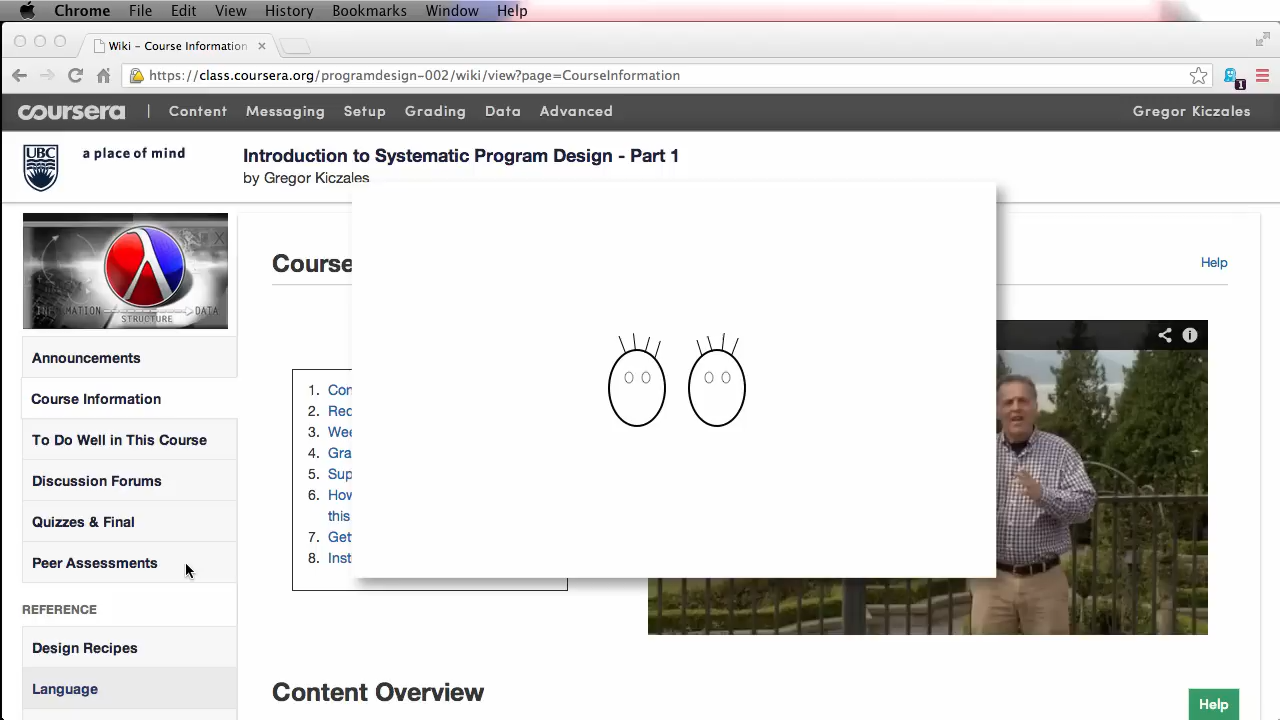 Chrome File Edit View History Bookmarks Window Help
Wiki – Course Information
https://class.coursera.org/programdesign-002/wiki/view?page=CourseInformation
1
coursera | Content Messaging Setup Grading Data Advanced Gregor Kiczales
UBC a place of mind
Introduction to Systematic Program Design - Part 1
by Gregor Kiczales
Course
Help
STRUCTURE DATA
Announcements
Course Information
To Do Well in This Course
Discussion Forums
Quizzes & Final
Peer Assessments
REFERENCE
Design Recipes
Language
1. Con
2. Rec
3. Wee
4. Gra
5. Sup
6. How
this
7. Get
8. Inst
Content Overview
Help